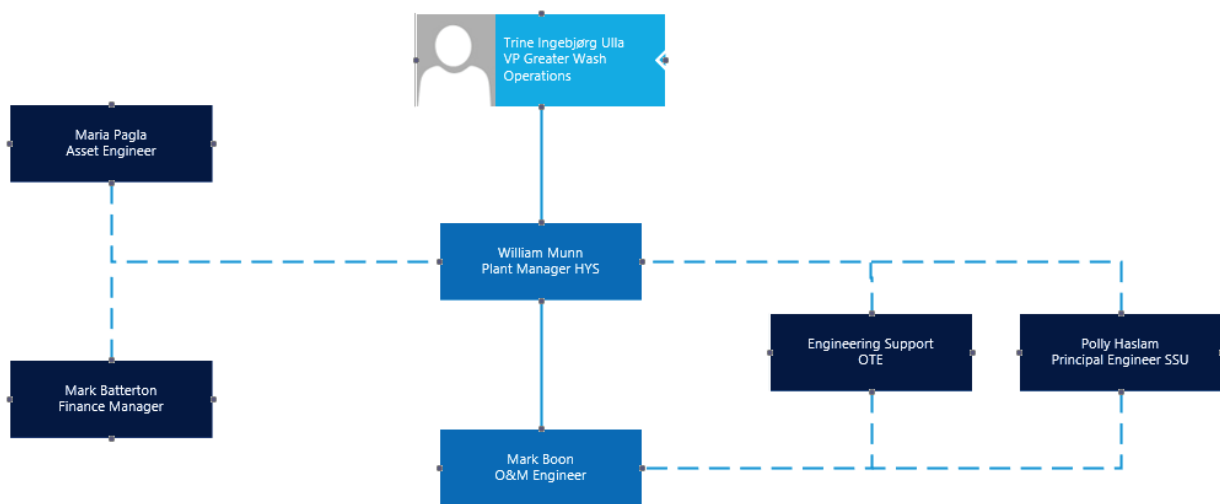 Trine Ingebjørg Ulla
VP Greater Wash
Operations
Maria Pagla
Asset Engineer
William Munn
Plant Manager HYS
Engineering Support
OTE
Polly Haslam
Principal Engineer SSU
Mark Batterton
Finance Manager
Mark Boon
O&M Engineer